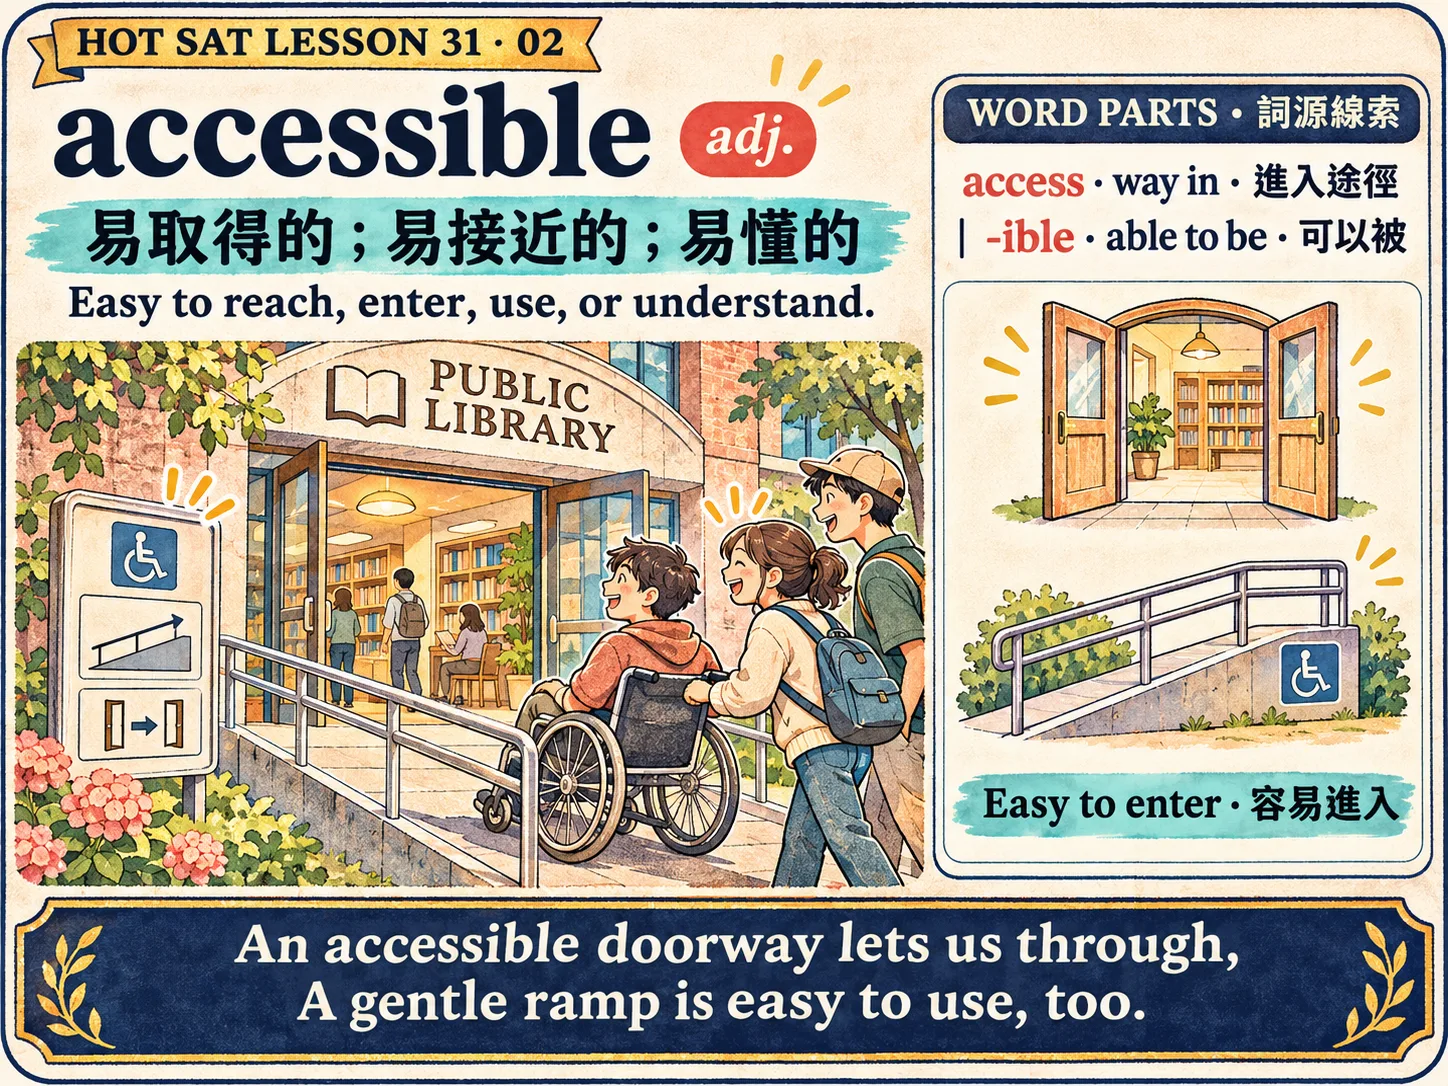 HOT SAT LESSON 31 · 02
accessible adj.
易取得的；易接近的；易懂的
Easy to reach, enter, use, or understand.
PUBLIC
LIBRARY
WORD PARTS · 詞源線索
access · way in · 進入途徑
| -ible · able to be · 可以被
Easy to enter · 容易進入
An accessible doorway lets us through,
A gentle ramp is easy to use, too.